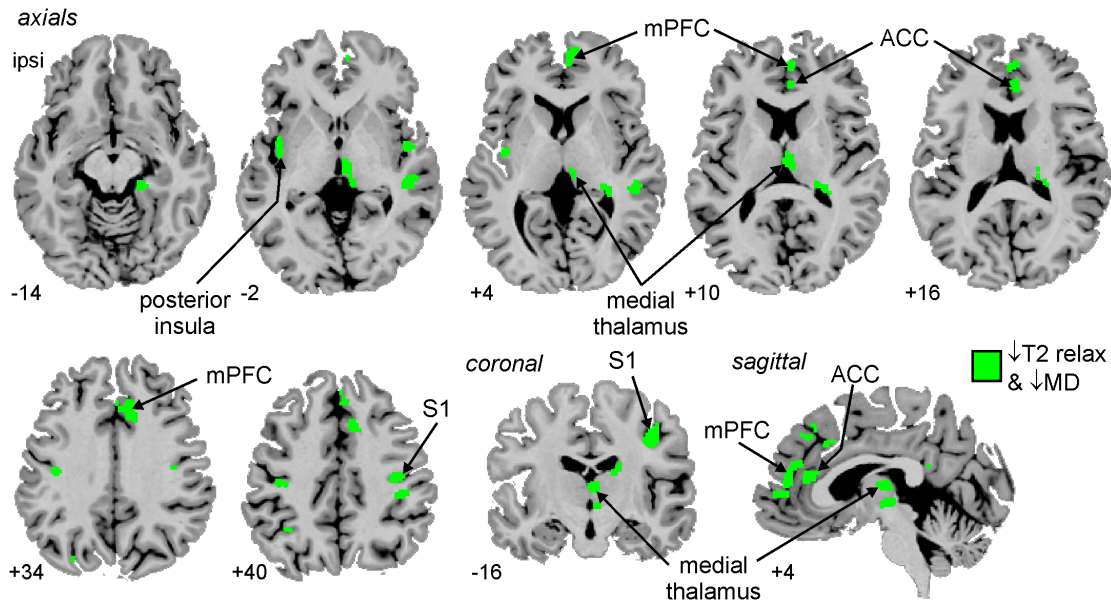 axials
ipsi
mPFC
ACC
-14
posterior
insula
-2
+4
medial
thalamus
+10
+16
mPFC
S1
+34
+40
coronal
S1
-16
sagittal
ACC
mPFC
medial
thalamus
+4
↓T2 relax
& ↓MD